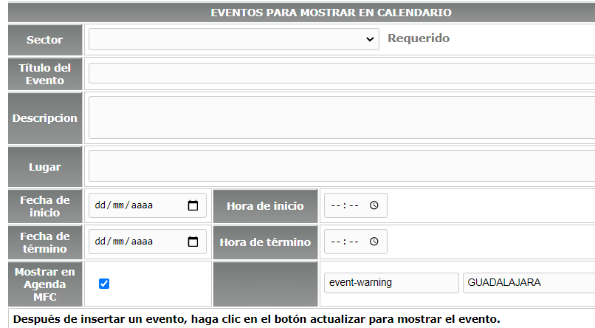 EVENTOS PARA MOSTRAR EN CALENDARIO
Sector Requerido
Título del
Evento
Descripcion
Lugar
Fecha de
inicio
dd/mm/aaaa Hora de inicio --:--
Fecha de
término
dd/mm/aaaa Hora de término --:--
Mostrar en
Agenda
MFC
event-warning GUADALAJARA
Después de insertar un evento, haga clic en el botón actualizar para mostrar el evento.